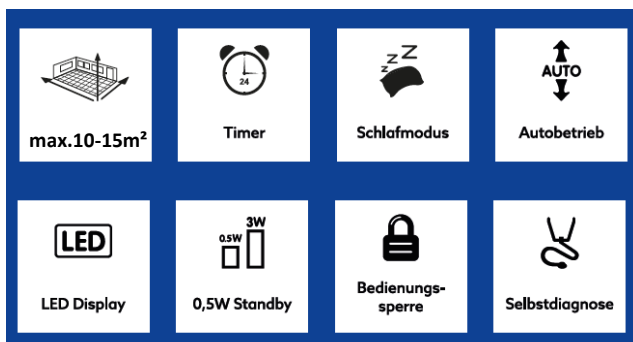 max.10-15m²
24
Timer
z z Z
Schlafmodus
AUTO
Autobetrieb
LED
LED Display
0.5W 3W
0,5W Standby
Bedienungs-
sperre
Selbstdiagnose